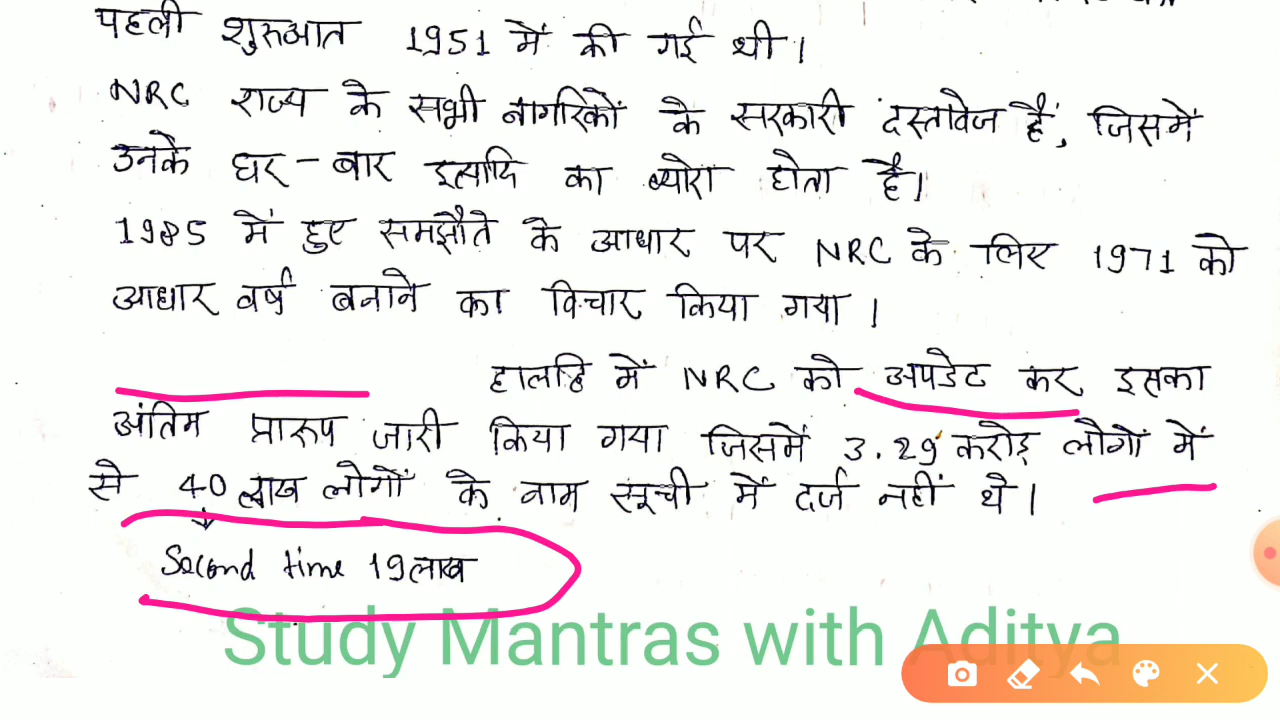 पहली शुरुआत 1951 में की गई थी।
NRC राज्य के सभी नागरिकों के सरकारी दस्तावेज हैं, जिसमें
उनके घर-बार इत्यादि का ब्योरा होता है।
1985 में हुए समझौते के आधार पर NRC के लिए 1971 को
आधार वर्ष बनाने का विचार किया गया।
हालहि में NRC को अपडेट कर इसका
अंतिम प्रारूप जारी किया गया जिसमें 3.29 करोड़ लोगों में
से 40 लाख लोगों के नाम सूची में दर्ज नहीं थे।
Second time 19 लाख
Study Mantras with Aditya